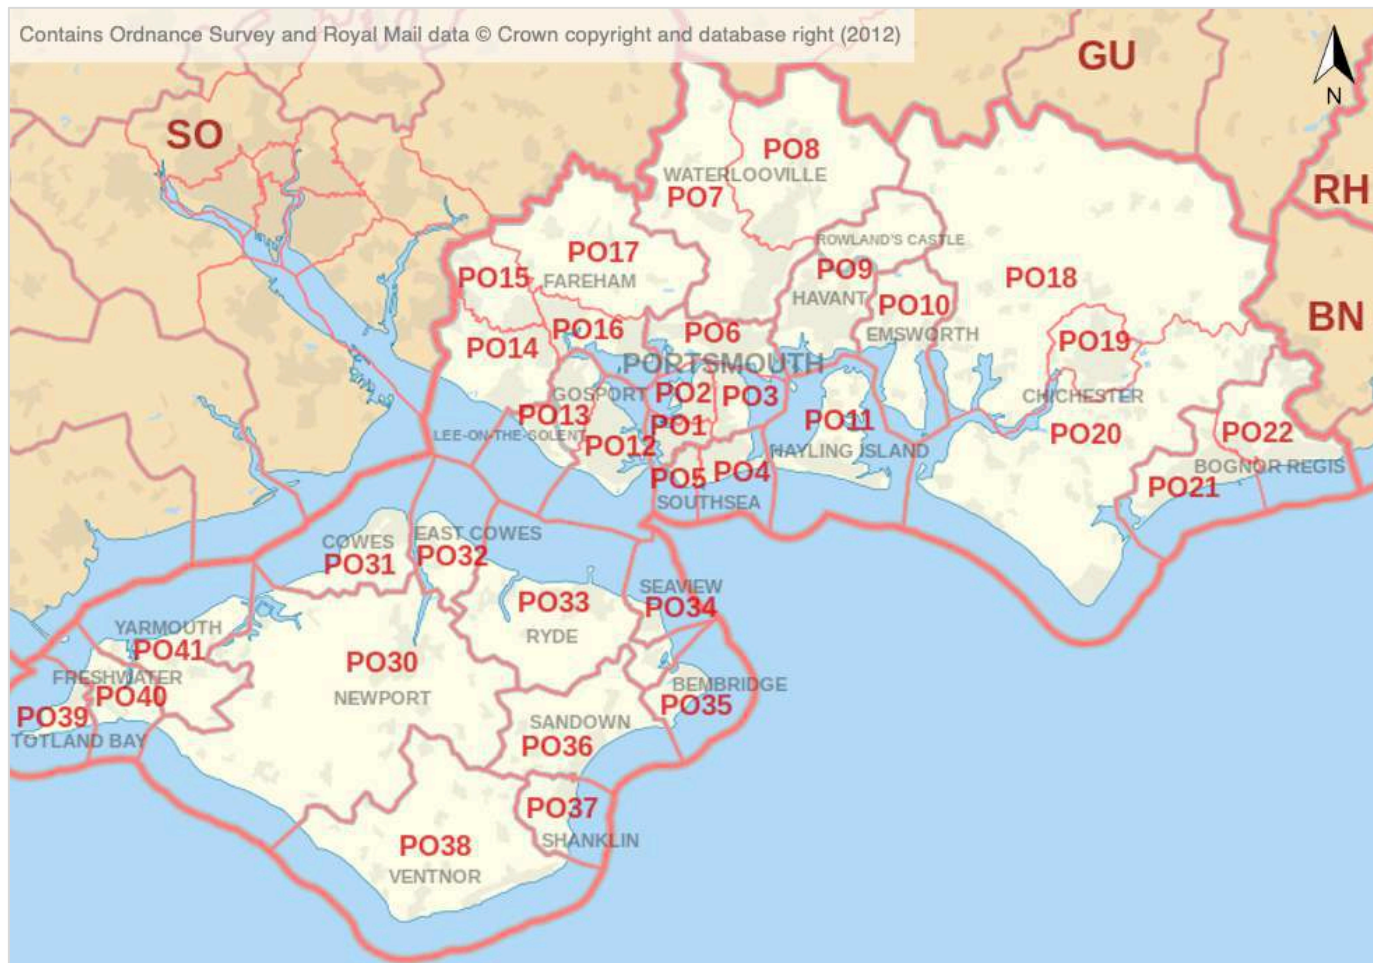 Contains Ordnance Survey and Royal Mail data © Crown copyright and database right (2012)
GU
N
SO
PO8
WATERLOOVILLE
PO7
RH
ROWLAND'S CASTLE
PO17
PO9
PO15
FAREHAM
PO18
HAVANT
PO10
BN
PO16
PO6
EMSWORTH
PO14
PORTSMOUTH
PO19
GOSPORT
PO2
PO3
CHICHESTER
PO13
PO11
LEE-ON-THE-SOLENT
PO1
PO20
PO22
PO12
HAYLING ISLAND
BOGNOR REGIS
PO5
PO4
PO21
SOUTHSEA
COWES
EAST COWES
PO31
PO32
SEAVIEW
PO33
PO34
YARMOUTH
RYDE
PO41
PO30
FRESHWATER
BEMBRIDGE
PO40
NEWPORT
PO35
PO39
SANDOWN
TOTLAND BAY
PO36
PO37
PO38
SHANKLIN
VENTNOR